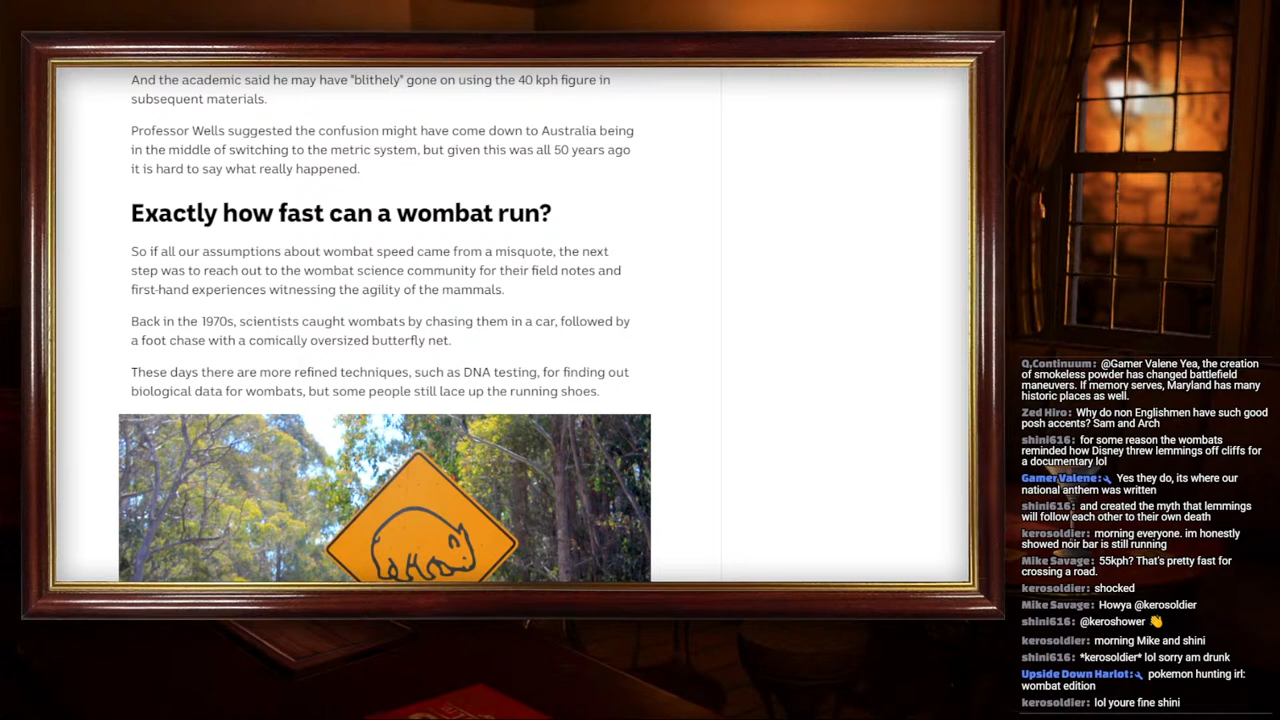 And the academic said he may have "blithely" gone on using the 40 kph figure in
subsequent materials.
Professor Wells suggested the confusion might have come down to Australia being
in the middle of switching to the metric system, but given this was all 50 years ago
it is hard to say what really happened.
Exactly how fast can a wombat run?
So if all our assumptions about wombat speed came from a misquote, the next
step was to reach out to the wombat science community for their field notes and
first-hand experiences witnessing the agility of the mammals.
Back in the 1970s, scientists caught wombats by chasing them in a car, followed by
a foot chase with a comically oversized butterfly net.
These days there are more refined techniques, such as DNA testing, for finding out
biological data for wombats, but some people still lace up the running shoes.
Q,Continuum: @Gamer Valene Yea, the creation
of smokeless powder has changed battlefield
maneuvers. If memory serves, Maryland has many
historic places as well.
Zed Hiro: Why do non Englishmen have such good
posh accents? Sam and Arch
shini616: for some reason the wombats
reminded how Disney threw lemmings off cliffs for
a documentary lol
Gamer Valene: Yes they do, its where our
national anthem was written
shini616: and created the myth that lemmings
will follow each other to their own death
kerosoldier: morning everyone. im honestly
showed noir bar is still running
Mike Savage: 55kph? That's pretty fast for
crossing a road.
kerosoldier: shocked
Mike Savage: Howya @kerosoldier
shini616: @keroshower 👋
kerosoldier: morning Mike and shini
shini616: *kerosoldier* lol sorry am drunk
Upside Down Harlot: pokemon hunting irl:
wombat edition
kerosoldier: lol youre fine shini